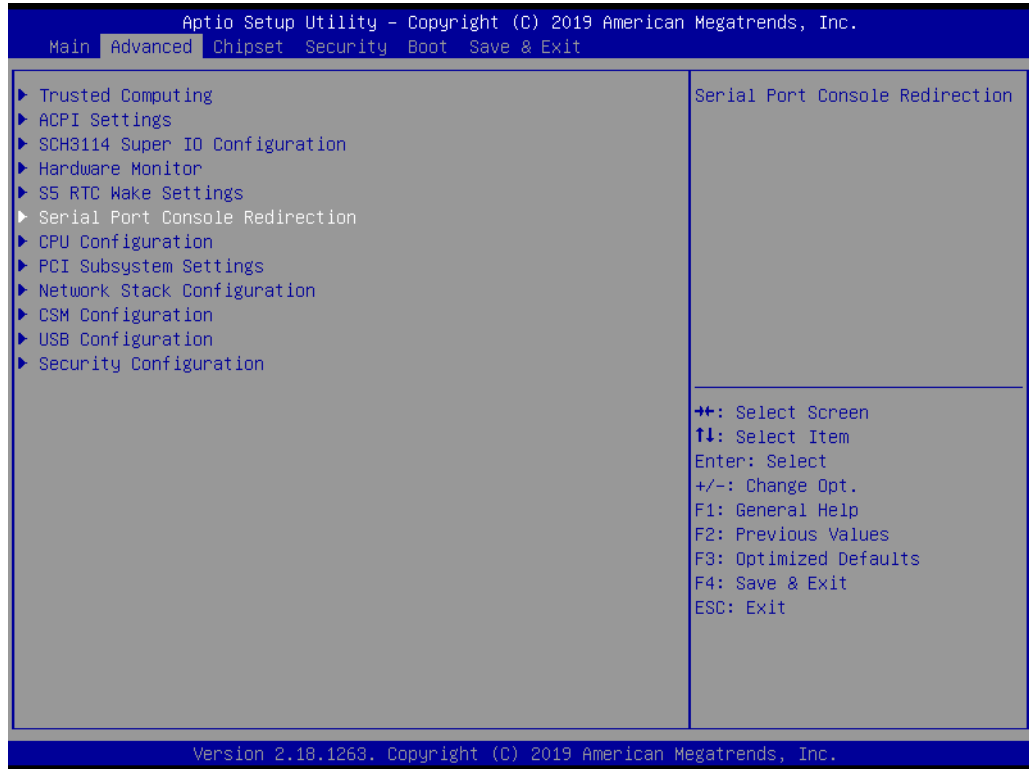 Aptio Setup Utility – Copyright (C) 2019 American Megatrends, Inc.
Main Advanced Chipset Security Boot Save & Exit
▶ Trusted Computing
▶ ACPI Settings
▶ SCH3114 Super IO Configuration
▶ Hardware Monitor
▶ S5 RTC Wake Settings
▶ Serial Port Console Redirection
▶ CPU Configuration
▶ PCI Subsystem Settings
▶ Network Stack Configuration
▶ CSM Configuration
▶ USB Configuration
▶ Security Configuration
Serial Port Console Redirection
→←: Select Screen
↑↓: Select Item
Enter: Select
+/-: Change Opt.
F1: General Help
F2: Previous Values
F3: Optimized Defaults
F4: Save & Exit
ESC: Exit
Version 2.18.1263. Copyright (C) 2019 American Megatrends, Inc.